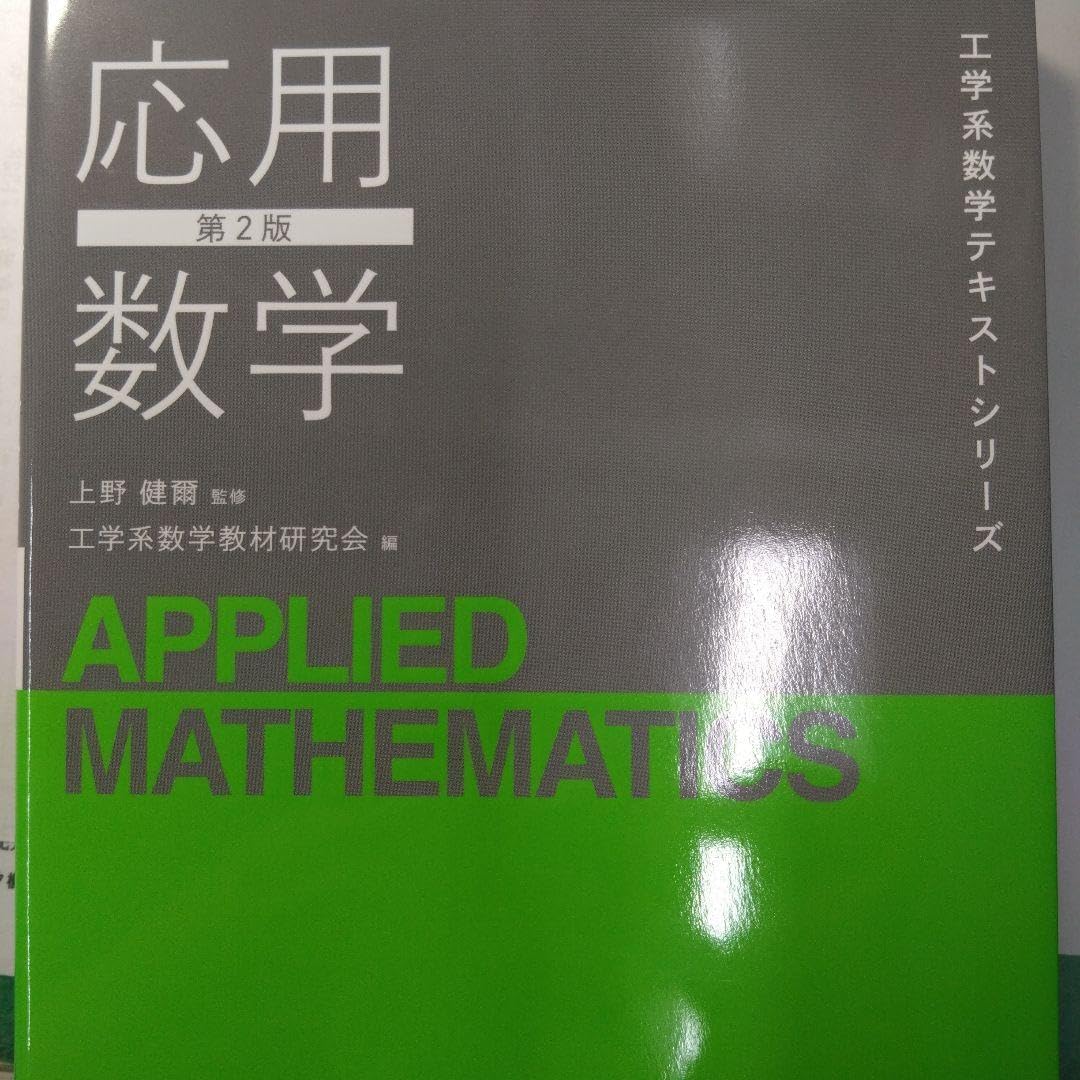 応用
第2版
数学
上野 健爾 監修
工学系数学教材研究会 編
APPLIED
MATHEMATICS
工学系数学テキストシリーズ